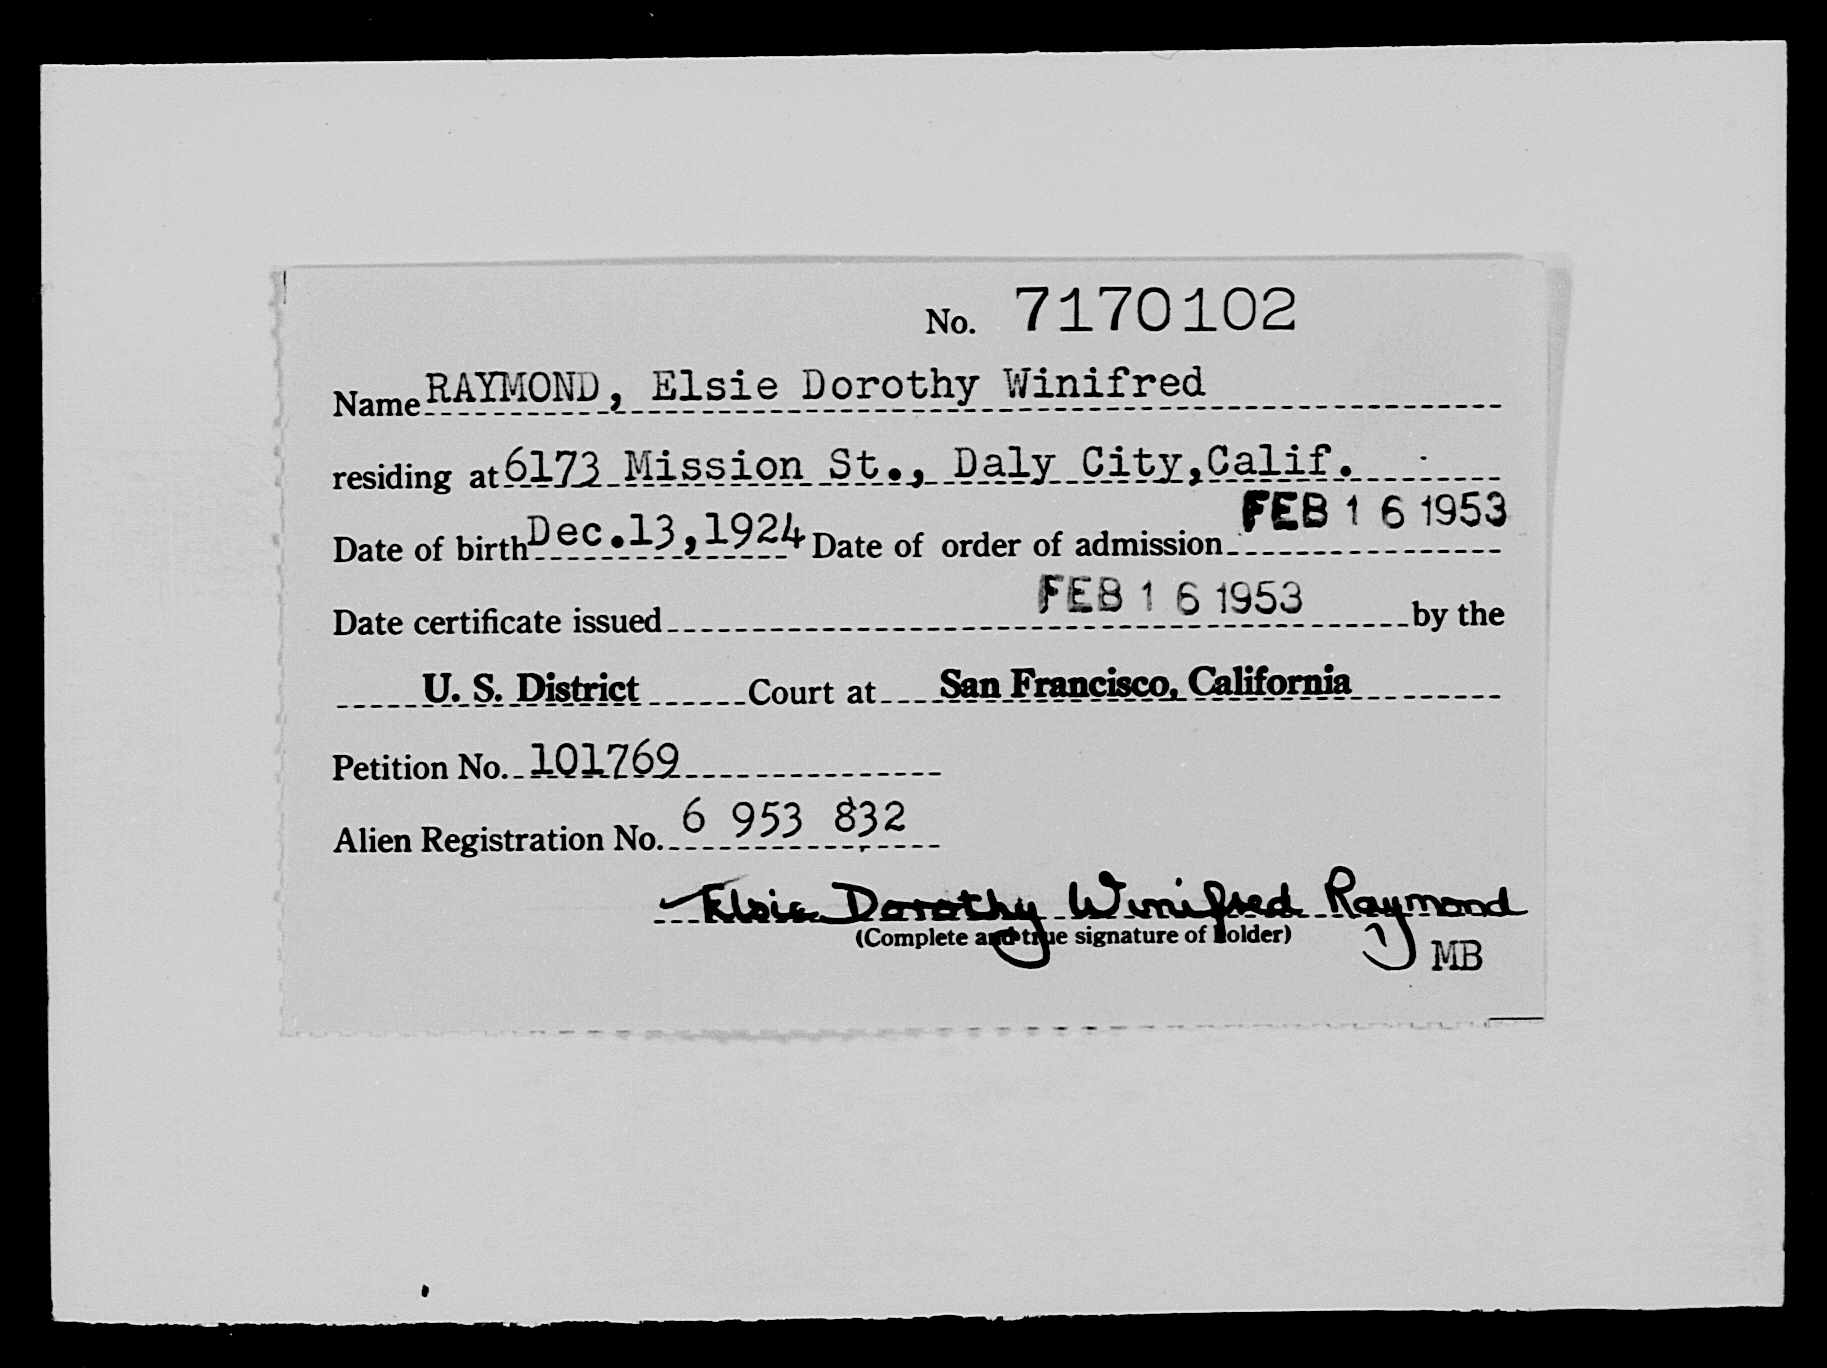 No. 7170102
Name RAYMOND, Elsie Dorothy Winifred
residing at 6173 Mission St., Daly City, Calif.
Date of birth Dec. 13, 1924 Date of order of admission FEB 16 1953
Date certificate issued FEB 16 1953 by the
U. S. District Court at San Francisco, California
Petition No. 101769
Alien Registration No. 6 953 832
Elsie Dorothy Winifred Raymond
(Complete and true signature of holder)
MB